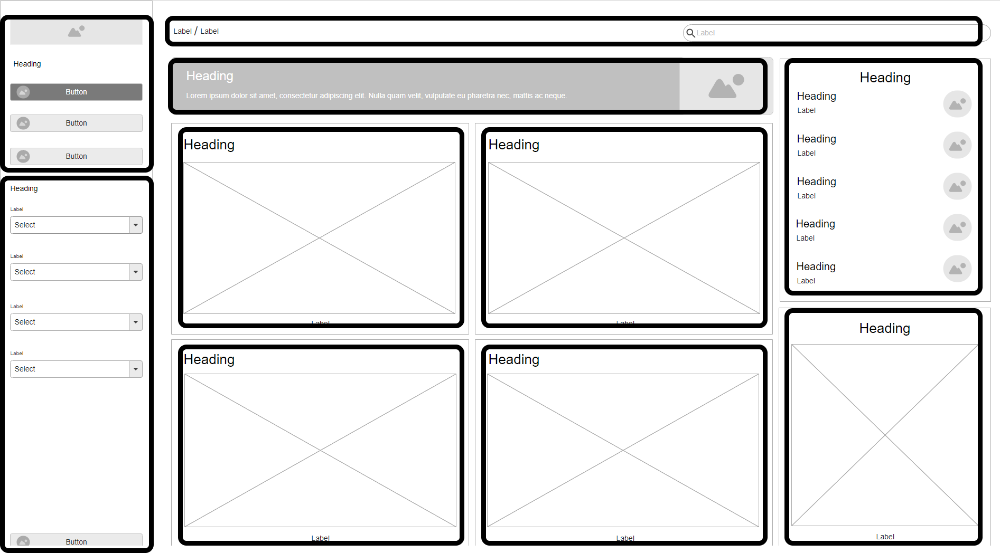 Heading
Button
Button
Button
Heading
Label
Select
Label
Select
Label
Select
Label
Select
Button
Label / Label
Label
Heading
Lorem ipsum dolor sit amet, consectetur adipiscing elit. Nulla quam velit, vulputate eu pharetra nec, mattis ac neque.
Heading
Label
Heading
Label
Heading
Label
Heading
Label
Heading
Heading
Label
Heading
Label
Heading
Label
Heading
Label
Heading
Label
Heading
Label